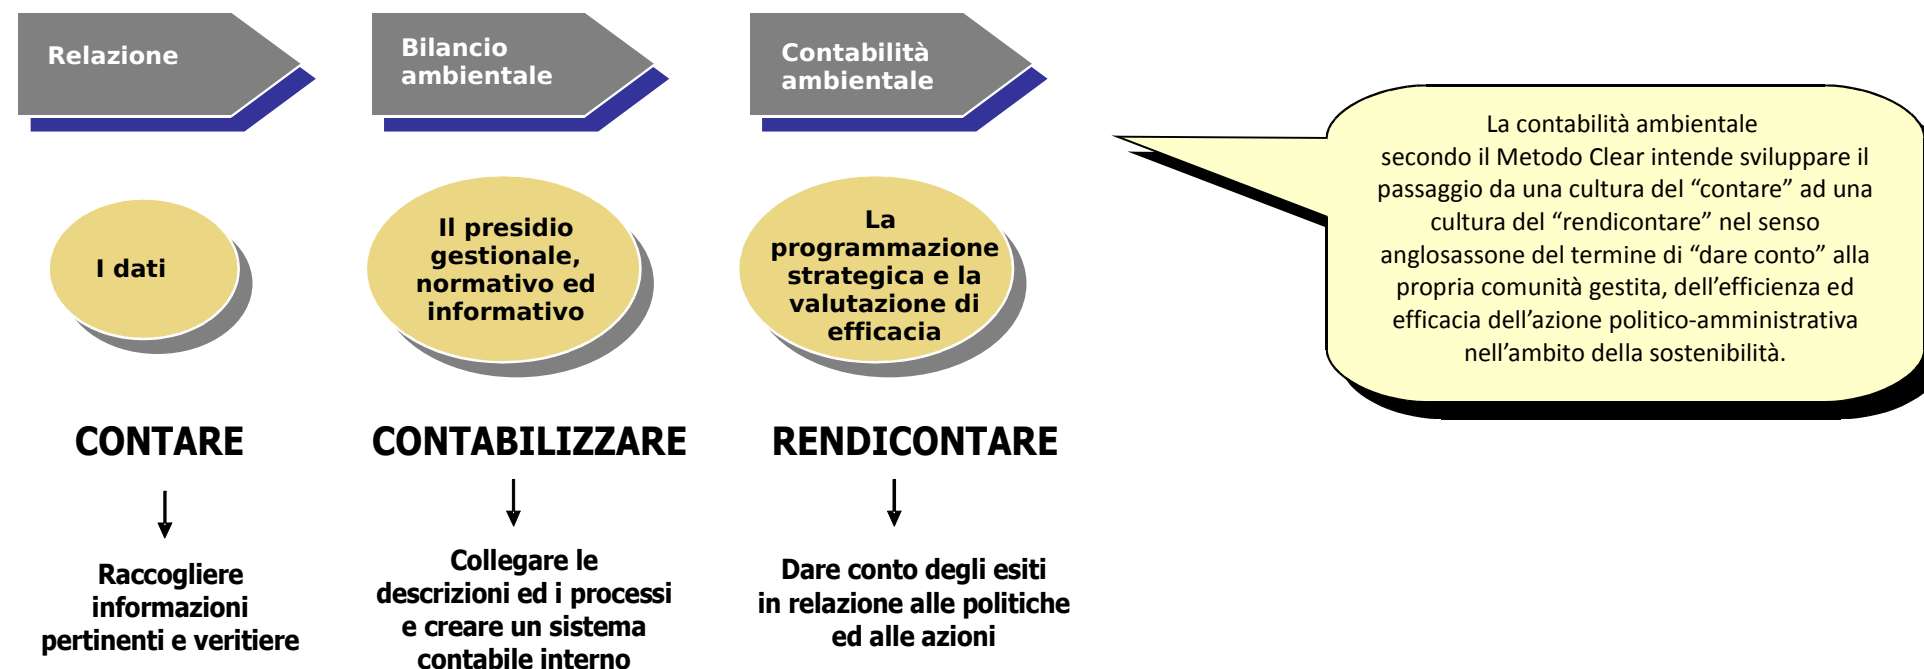 Relazione
Bilancio
ambientale
Contabilità
ambientale
I dati
Il presidio
gestionale,
normativo ed
informativo
La
programmazione
strategica e la
valutazione di
efficacia
CONTARE
CONTABILIZZARE
RENDICONTARE
Raccogliere
informazioni
pertinenti e veritiere
Collegare le
descrizioni ed i processi
e creare un sistema
contabile interno
Dare conto degli esiti
in relazione alle politiche
ed alle azioni
La contabilità ambientale
secondo il Metodo Clear intende sviluppare il
passaggio da una cultura del “contare” ad una
cultura del “rendicontare” nel senso
anglosassone del termine di “dare conto” alla
propria comunità gestita, dell’efficienza ed
efficacia dell’azione politico-amministrativa
nell’ambito della sostenibilità.